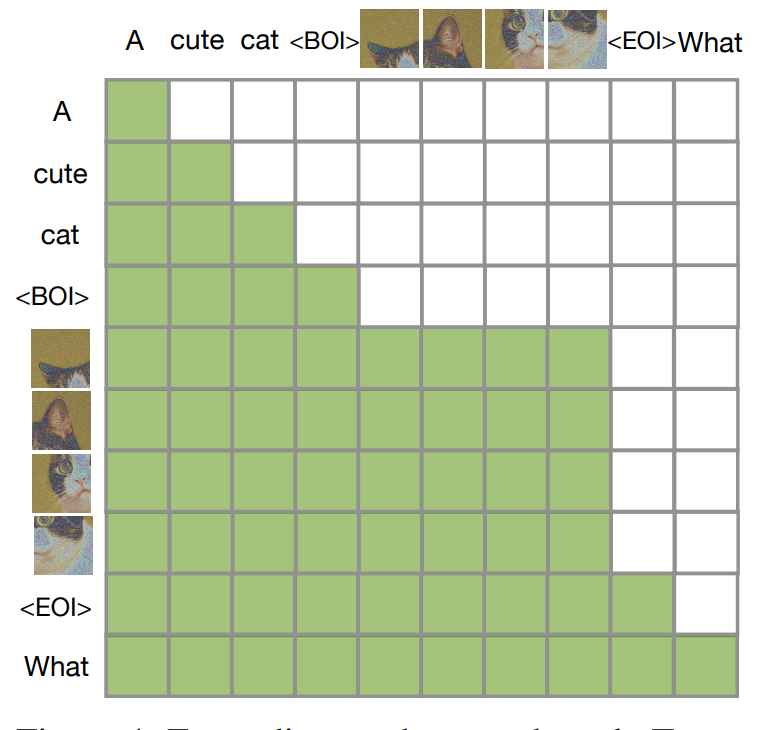 A cute cat <BOI> <EOI> What
A
cute
cat
<BOI>
<EOI>
What